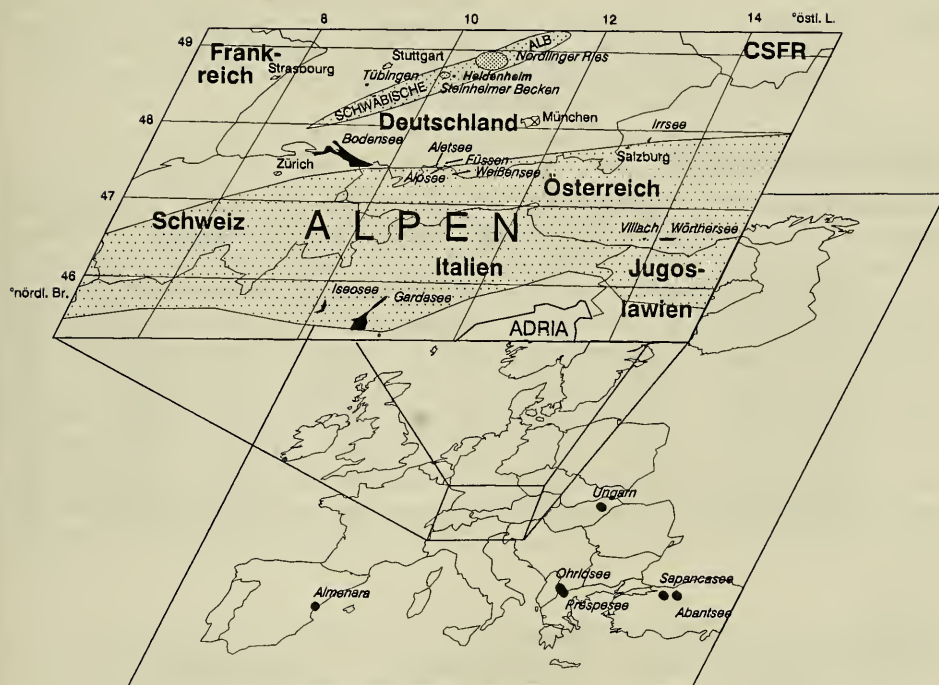 8 10 12 14 °östl. L.
49
Frank-
reich
Strasbourg
Stuttgart
Tübingen
SCHWÄBISCHE
ALB
Nördlinger Ries
Heidenheim
Steinheimer Becken
CSFR
48
Deutschland
München
Bodensee
Zürich
Aletsee
Füssen
Alpsee
Weißensee
Irrsee
Salzburg
47
Österreich
Schweiz
ALPEN
Villach
Wörthersee
46
°nördl. Br.
Italien
Jugos-
lawien
Iseosee
Gardasee
ADRIA
Ungarn
Almenara
Ohridsee
Prespesee
Sapancasee
Abantsee